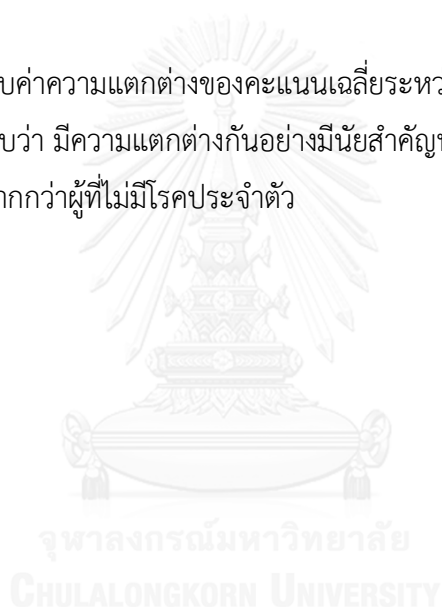 บค่าความแตกต่างของคะแนนเฉลี่ยระหว
บว่า มีความแตกต่างกันอย่างมีนัยสำคัญท
ากกว่าผู้ที่ไม่มีโรคประจำตัว
จุฬาลงกรณ์มหาวิทยาลัย
CHULALONGKORN UNIVERSITY